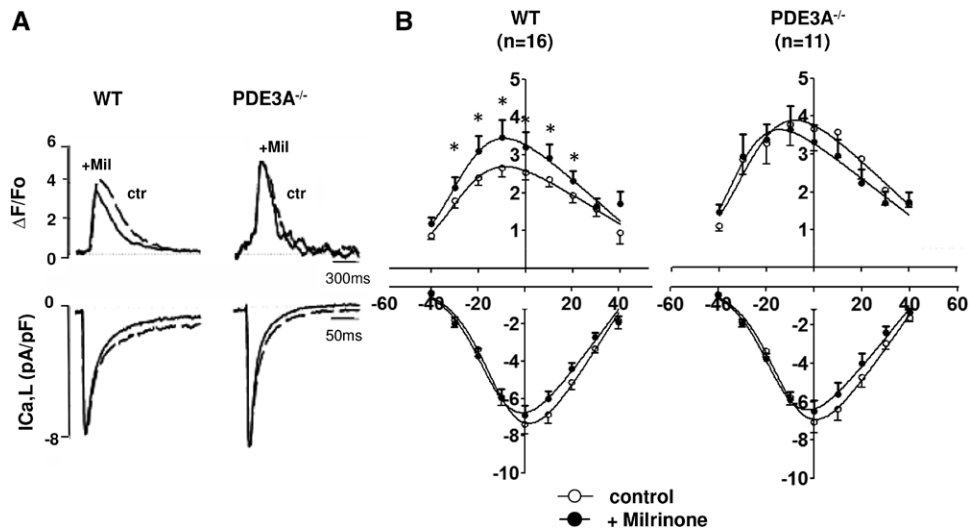 A
B
WT
(n=16)
PDE3A-/-
(n=11)
WT
PDE3A-/-
ΔF/Fo
6
4
2
0
+Mil
ctr
+Mil
ctr
300ms
ICa,L (pA/pF)
0
-8
50ms
5
4
3
2
1
* * * * * *
-40 -20 0 20 40
-2
-4
-6
-8
-10
5
4
3
2
1
-60 -40 -20 0 20 40 60
-2
-4
-6
-8
-10
control
+ Milrinone